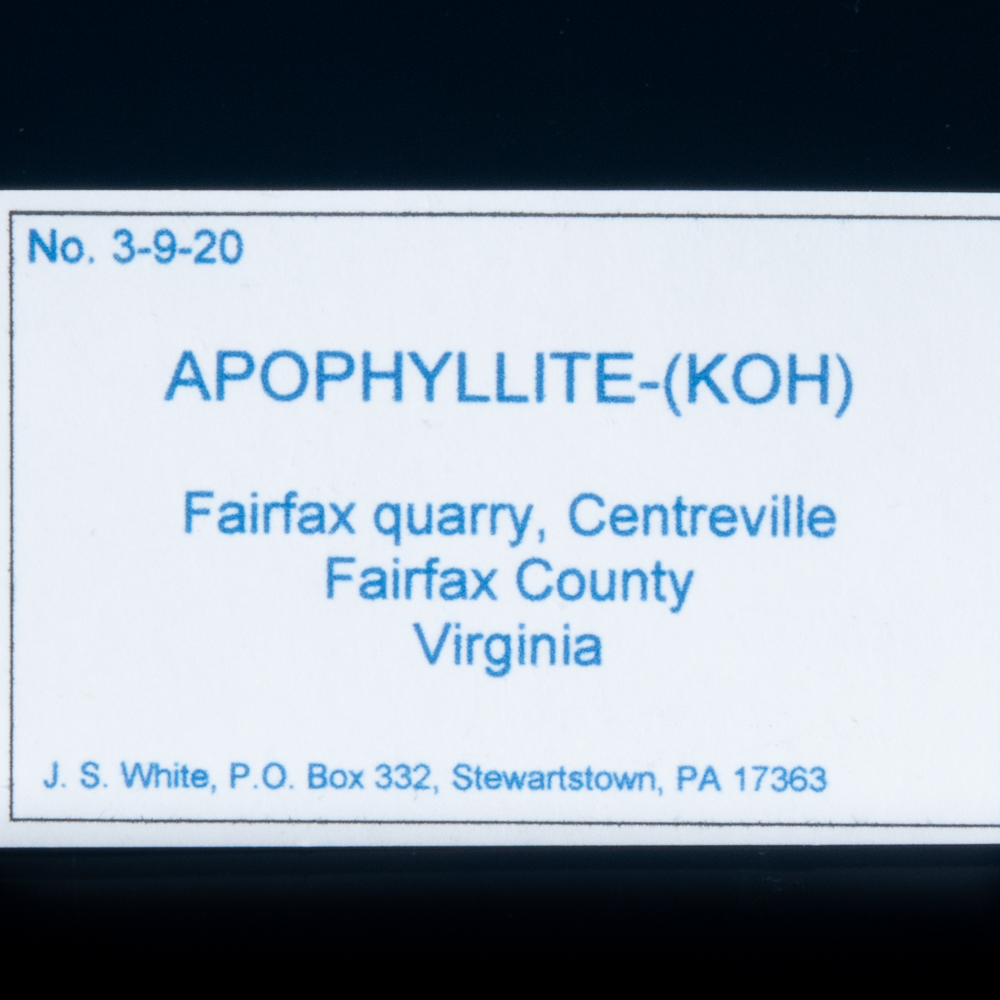 No. 3-9-20
APOPHYLLITE-(KOH)
Fairfax quarry, Centreville
Fairfax County
Virginia
J. S. White, P.O. Box 332, Stewartstown, PA 17363